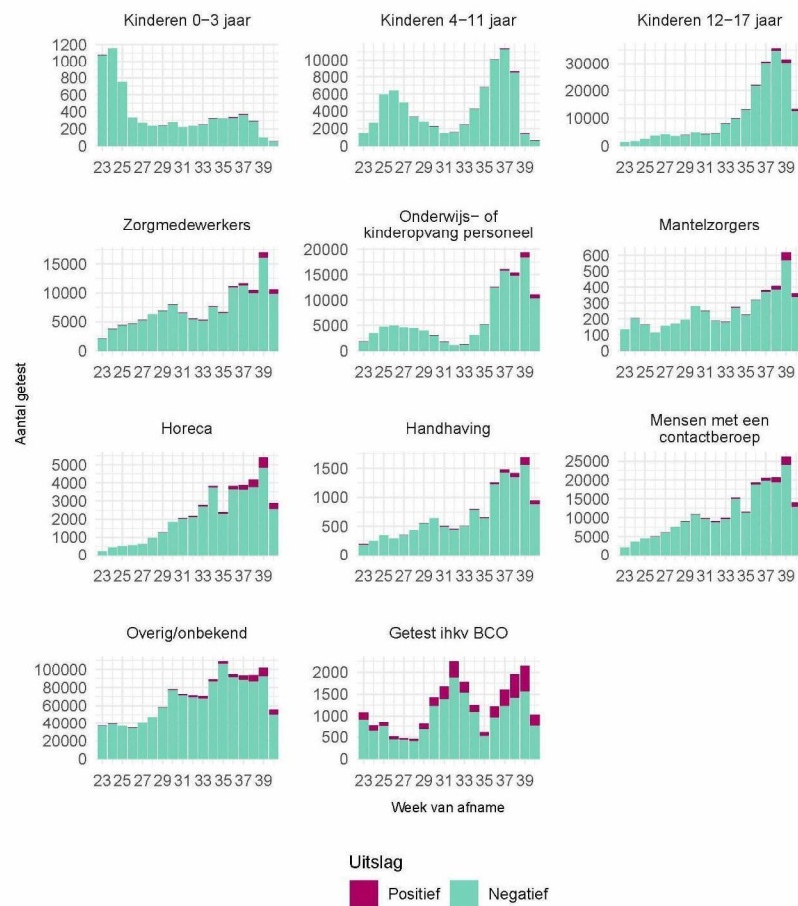 Kinderen 0−3 jaar
Kinderen 4−11 jaar
Kinderen 12−17 jaar
1200
1000
800
600
400
200
0
10000
8000
6000
4000
2000
0
30000
20000
10000
0
23 25 27 29 31 33 35 37 39
23 25 27 29 31 33 35 37 39
23 25 27 29 31 33 35 37 39
Zorgmedewerkers
Onderwijs− of
kinderopvang personeel
Mantelzorgers
15000
10000
5000
0
20000
15000
10000
5000
0
600
500
400
300
200
100
0
23 25 27 29 31 33 35 37 39
23 25 27 29 31 33 35 37 39
23 25 27 29 31 33 35 37 39
Aantal getest
Horeca
Handhaving
Mensen met een
contactberoep
5000
4000
3000
2000
1000
0
1500
1000
500
0
25000
20000
15000
10000
5000
0
23 25 27 29 31 33 35 37 39
23 25 27 29 31 33 35 37 39
23 25 27 29 31 33 35 37 39
Overig/onbekend
Getest ihkv BCO
100000
80000
60000
40000
20000
0
2000
1500
1000
500
0
23 25 27 29 31 33 35 37 39
23 25 27 29 31 33 35 37 39
Week van afname
Uitslag
Positief
Negatief